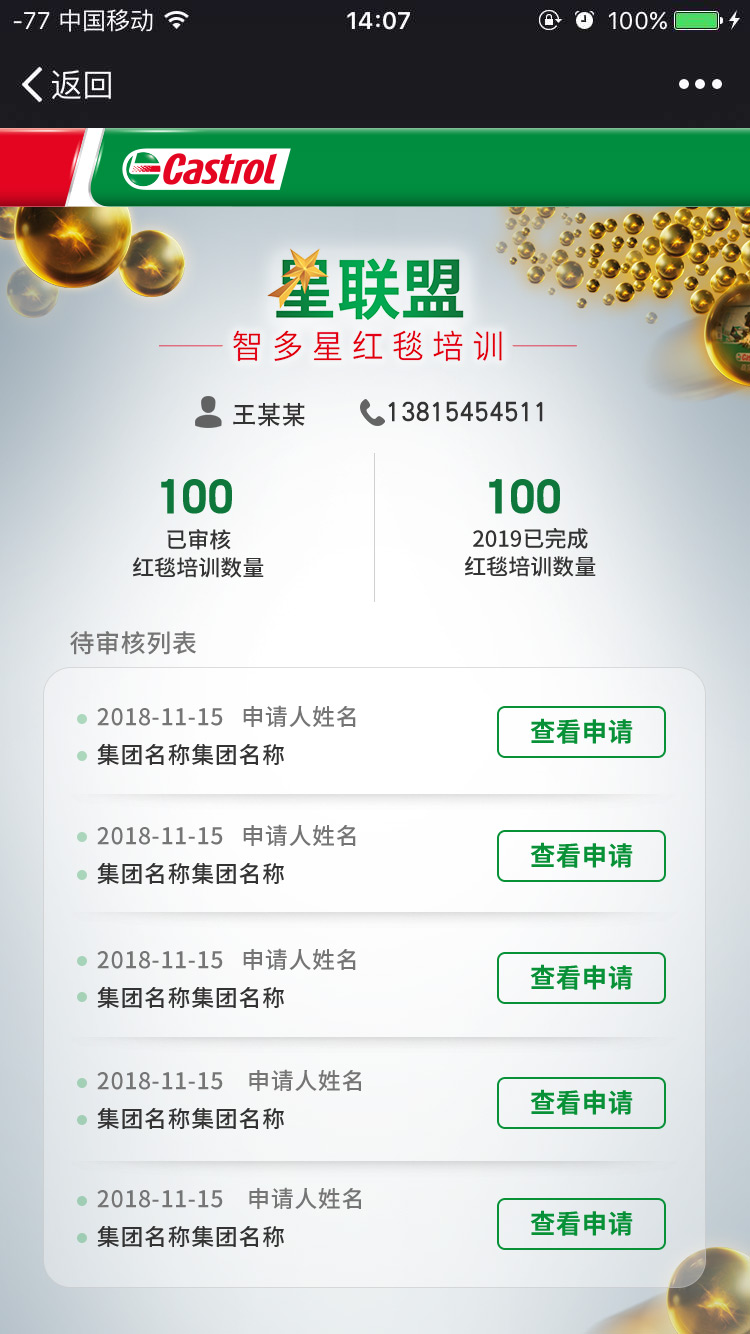 -77 中国移动 14:07 100%
返回
Castrol
星联盟
智多星红毯培训
王某某 13815454511
100 100
已审核 2019已完成
红毯培训数量 红毯培训数量
待审核列表
2018-11-15 申请人姓名
集团名称集团名称
查看申请
2018-11-15 申请人姓名
集团名称集团名称
查看申请
2018-11-15 申请人姓名
集团名称集团名称
查看申请
2018-11-15 申请人姓名
集团名称集团名称
查看申请
2018-11-15 申请人姓名
集团名称集团名称
查看申请